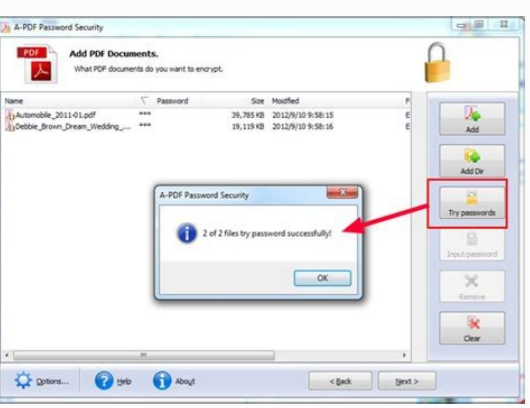 A-PDF Password Security
PDF
Add PDF Documents.
What PDF documents do you want to encrypt.
Name Password Size Modified F
Automobile_2011-01.pdf *** 39,785 KB 2012/9/10 9:58:15 E
Debbie_Brown_Dream_Wedding_,... *** 19,119 KB 2012/9/10 9:58:16 E
Add
Add Dir
Try passwords
Input password
Remove
Clear
A-PDF Password Security
2 of 2 files try password successfully!
OK
Options... Help About < Back Next >